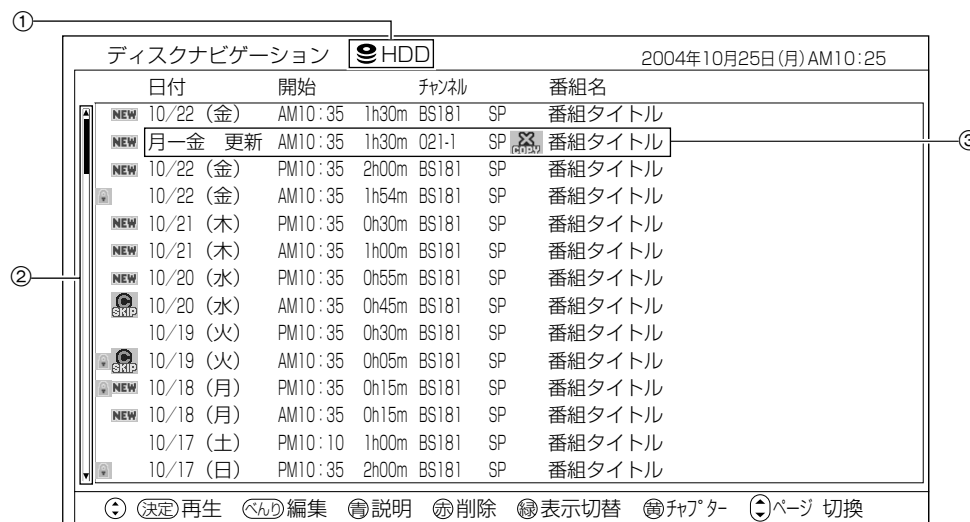 ①
ディスクナビゲーション HDD 2004年10月25日(月)AM10:25
日付 開始 チャンネル 番組名
NEW 10/22 (金) AM10:35 1h30m BS181 SP 番組タイトル
NEW 月ー金 更新 AM10:35 1h30m 021-1 SP COPY 番組タイトル
③
NEW 10/22 (金) PM10:35 2h00m BS181 SP 番組タイトル
10/22 (金) AM10:35 1h54m BS181 SP 番組タイトル
NEW 10/21 (木) PM10:35 0h30m BS181 SP 番組タイトル
NEW 10/21 (木) AM10:35 1h00m BS181 SP 番組タイトル
②
NEW 10/20 (水) PM10:35 0h55m BS181 SP 番組タイトル
C SKIP 10/20 (水) AM10:35 0h45m BS181 SP 番組タイトル
10/19 (火) PM10:35 0h30m BS181 SP 番組タイトル
C SKIP 10/19 (火) AM10:35 0h05m BS181 SP 番組タイトル
NEW 10/18 (月) PM10:35 0h15m BS181 SP 番組タイトル
NEW 10/18 (月) AM10:35 0h15m BS181 SP 番組タイトル
10/17 (土) PM10:10 1h00m BS181 SP 番組タイトル
10/17 (日) PM10:35 2h00m BS181 SP 番組タイトル
決定 再生 べんり 編集 青 説明 赤 削除 緑 表示切替 黄 チャプター ページ 切換